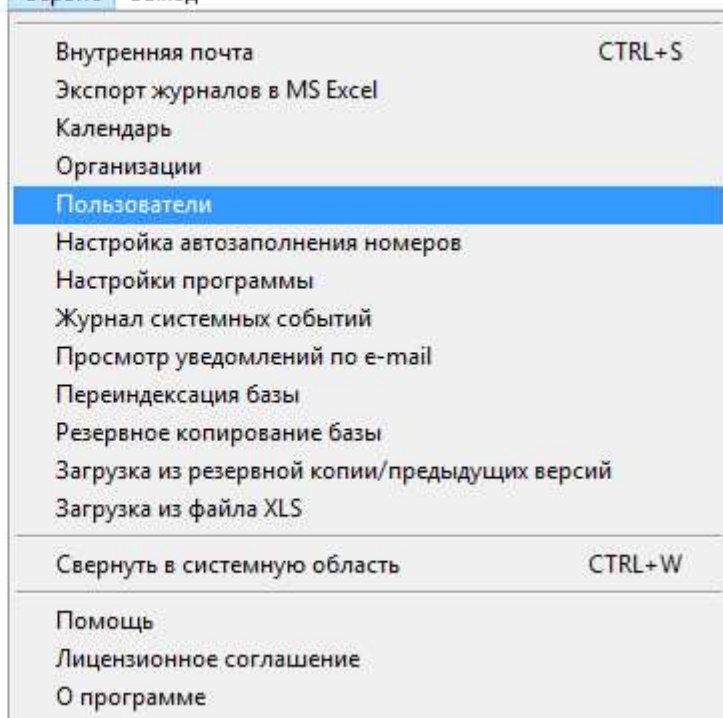 Внутренняя почта CTRL+S
Экспорт журналов в MS Excel
Календарь
Организации
Пользователи
Настройка автозаполнения номеров
Настройки программы
Журнал системных событий
Просмотр уведомлений по e-mail
Переиндексация базы
Резервное копирование базы
Загрузка из резервной копии/предыдущих версий
Загрузка из файла XLS
Свернуть в системную область CTRL+W
Помощь
Лицензионное соглашение
О программе